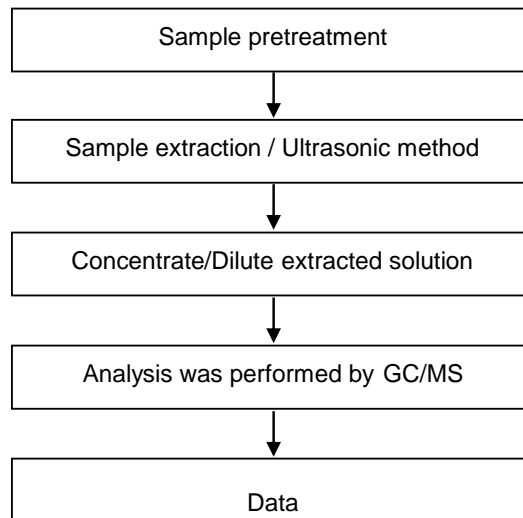 Sample pretreatment
Sample extraction / Ultrasonic method
Concentrate/Dilute extracted solution
Analysis was performed by GC/MS
Data